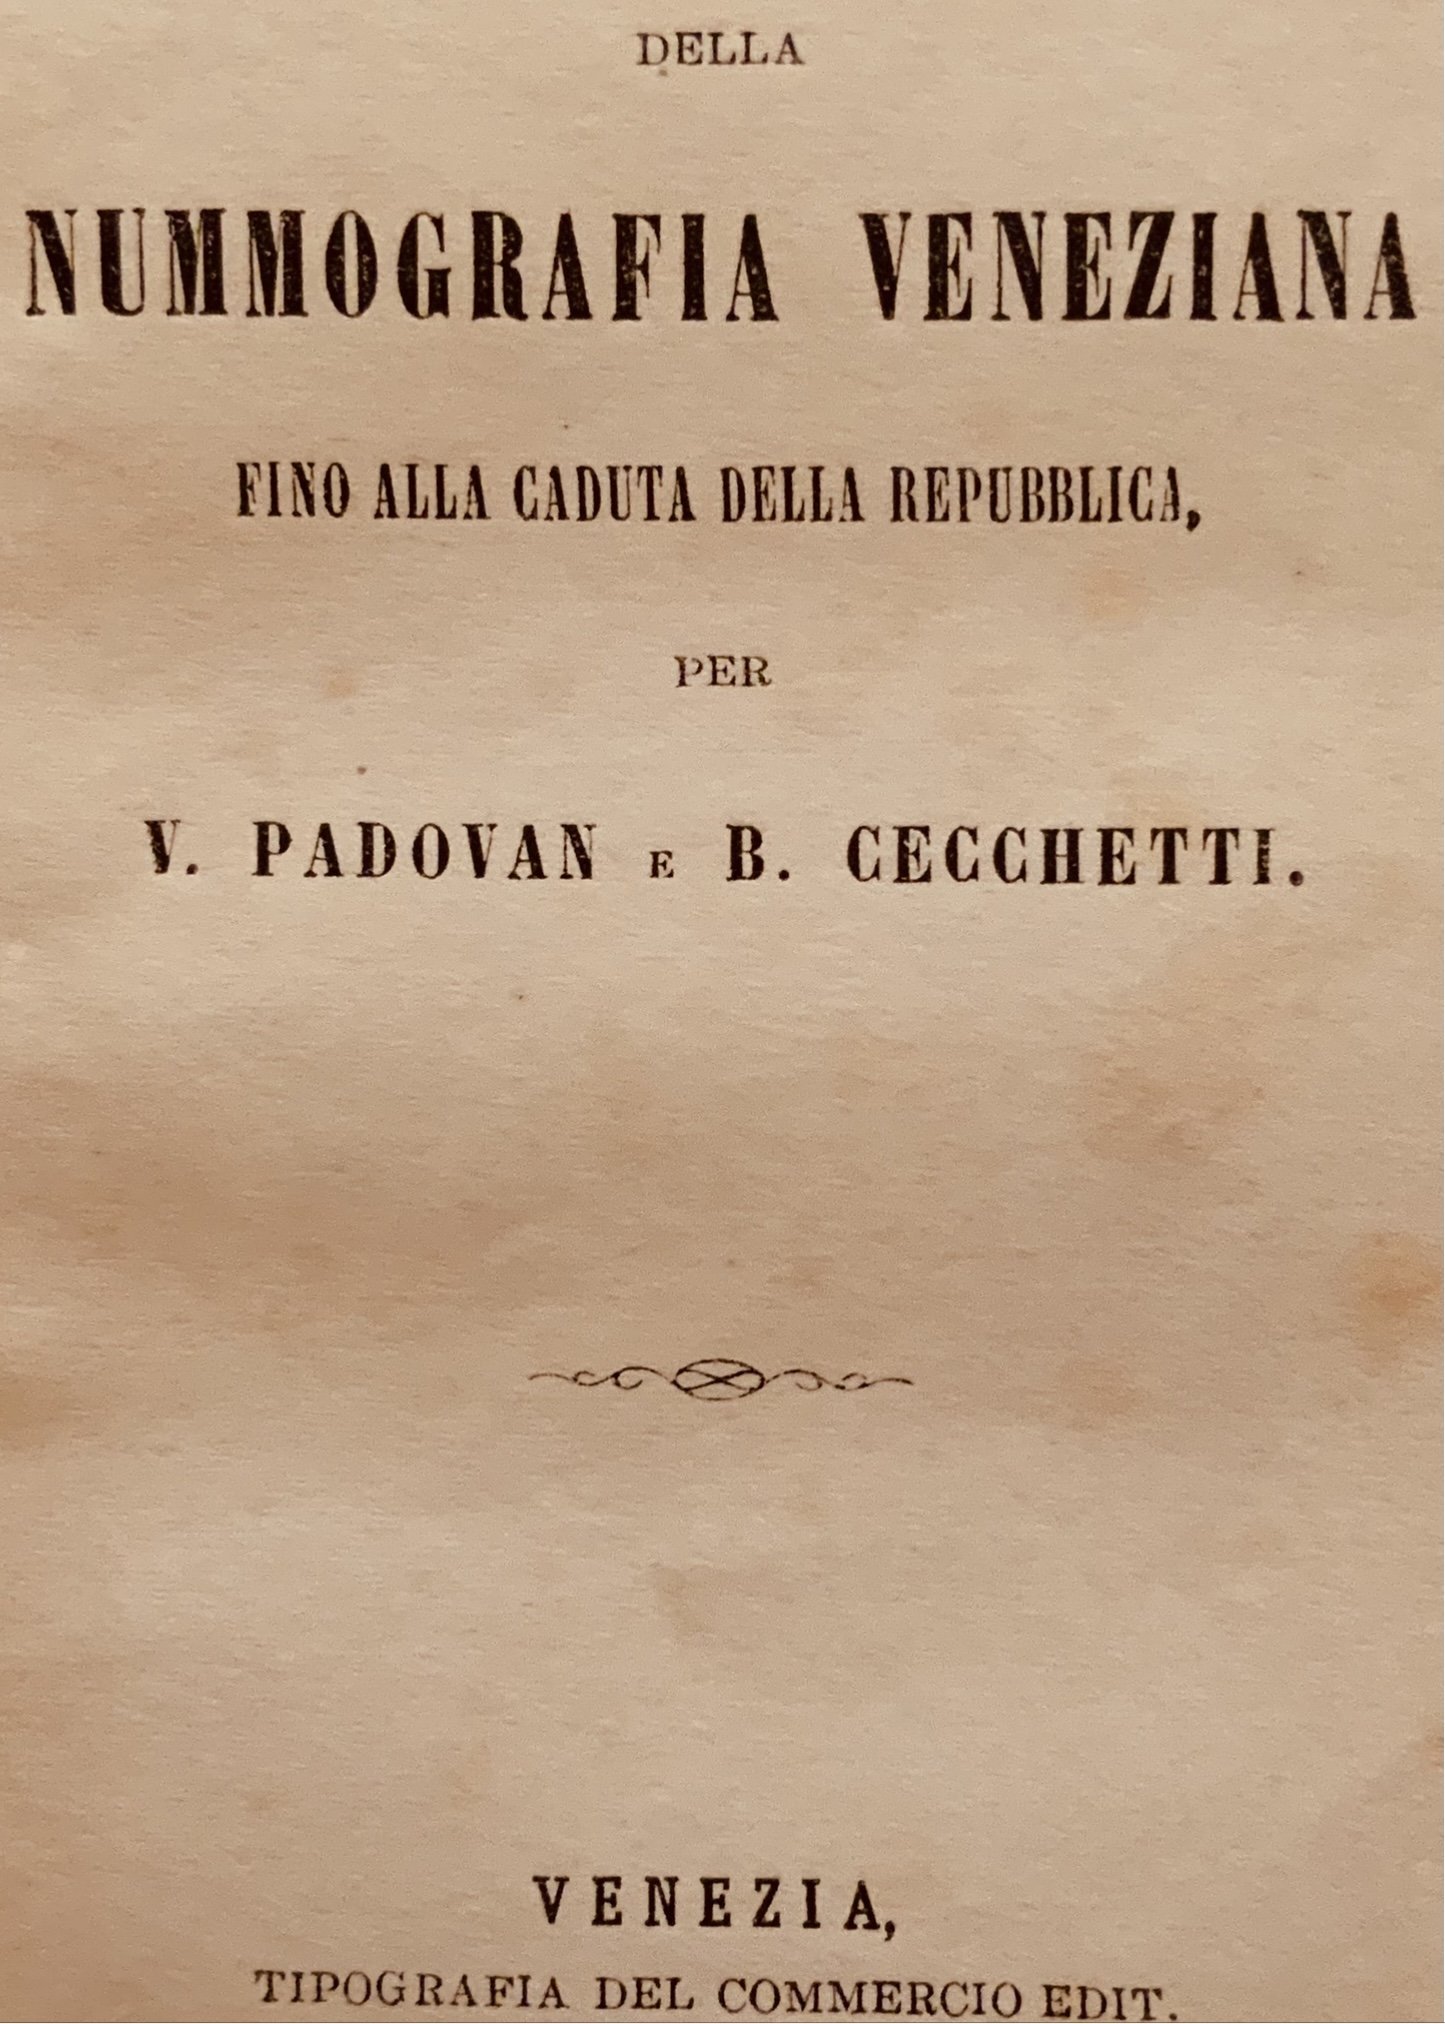 DELLA
NUMMOGRAFIA VENEZIANA
FINO ALLA CADUTA DELLA REPUBBLICA,
PER
V. PADOVAN E B. CECCHETTI.
VENEZIA,
TIPOGRAFIA DEL COMMERCIO EDIT.